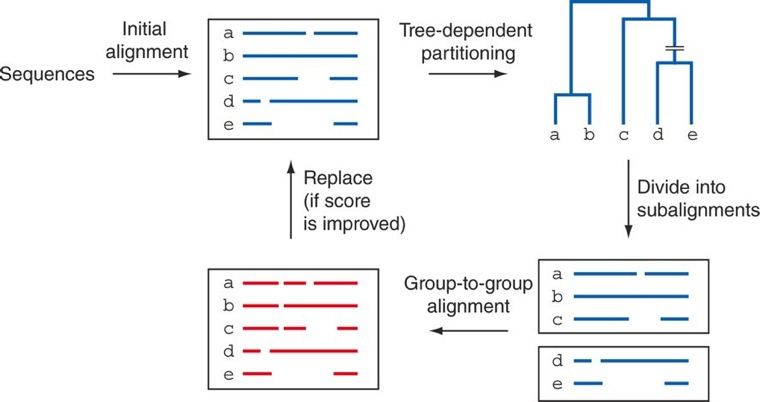 Sequences
Initial
alignment
a
b
c
d
e
Tree-dependent
partitioning
a b c d e
Divide into
subalignments
a
b
c
d
e
Group-to-group
alignment
a
b
c
d
e
Replace
(if score
is improved)